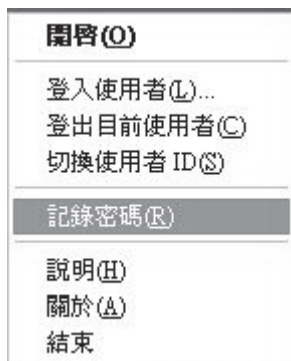 開啓(O)
登入使用者(L)...
登出目前使用者(C)
切換使用者 ID(S)
記錄密碼(R)
說明(H)
關於(A)
結束